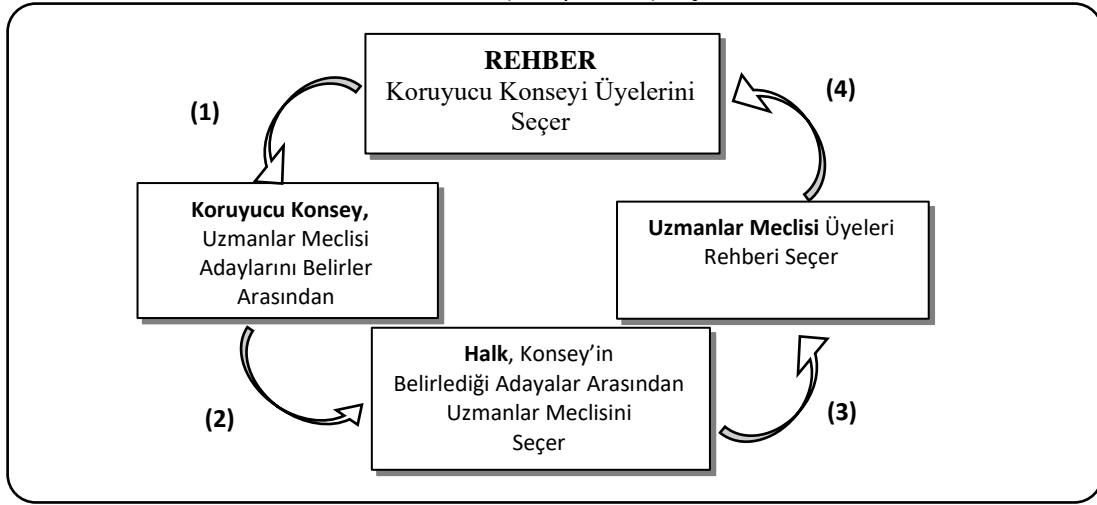 REHBER
Koruyucu Konseyi Üyelerini
Seçer
(1)
(4)
Koruyucu Konsey,
Uzmanlar Meclisi
Adaylarını Belirler
Arasından
Uzmanlar Meclisi Üyeleri
Rehberi Seçer
Halk, Konsey’in
Belirlediği Adayalar Arasından
Uzmanlar Meclisini
Seçer
(2)
(3)